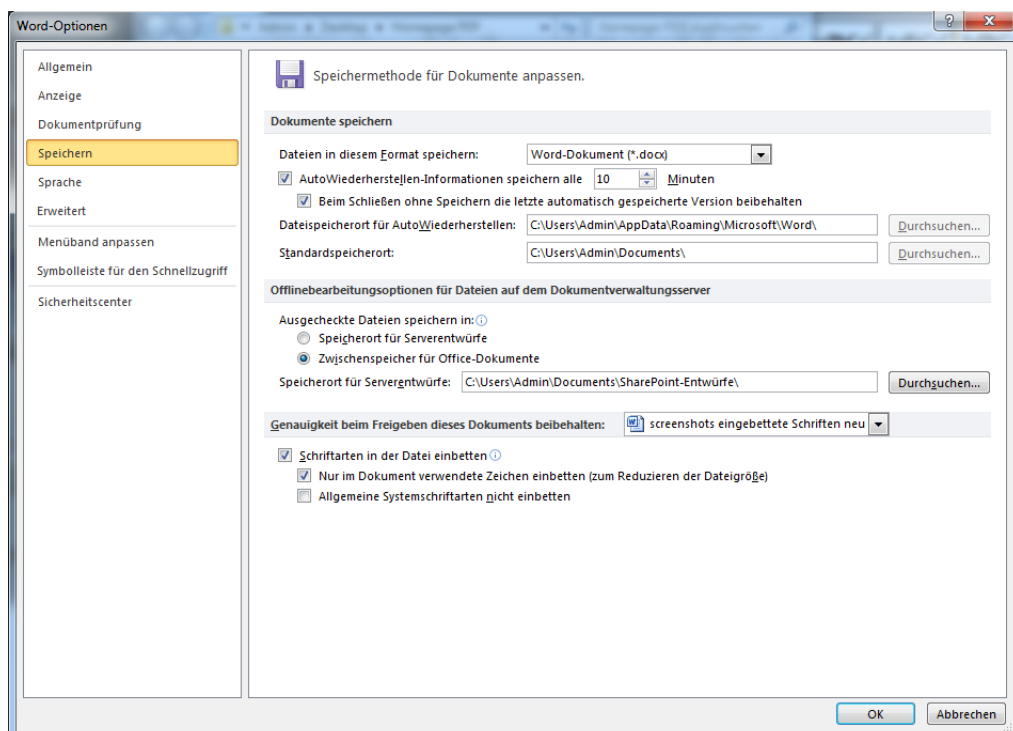 Word-Optionen
Allgemein
Anzeige
Dokumentprüfung
Speichern
Sprache
Erweitert
Menüband anpassen
Symbolleiste für den Schnellzugriff
Sicherheitscenter
Speichermethode für Dokumente anpassen.
Dokumente speichern
Dateien in diesem Format speichern: Word-Dokument (*.docx)
AutoWiederherstellen-Informationen speichern alle 10 Minuten
Beim Schließen ohne Speichern die letzte automatisch gespeicherte Version beibehalten
Dateispeicherort für AutoWiederherstellen: C:\Users\Admin\AppData\Roaming\Microsoft\Word\ Durchsuchen...
Standardspeicherort: C:\Users\Admin\Documents\ Durchsuchen...
Offlinebearbeitungsoptionen für Dateien auf dem Dokumentverwaltungsserver
Ausgecheckte Dateien speichern in:
Speicherort für Serverentwürfe
Zwischenspeicher für Office-Dokumente
Speicherort für Serverentwürfe: C:\Users\Admin\Documents\SharePoint-Entwürfe\ Durchsuchen...
Genauigkeit beim Freigeben dieses Dokuments beibehalten: screenshots eingebettete Schriften neu
Schriftarten in der Datei einbetten
Nur im Dokument verwendete Zeichen einbetten (zum Reduzieren der Dateigröße)
Allgemeine Systemschriftarten nicht einbetten
OK Abbrechen